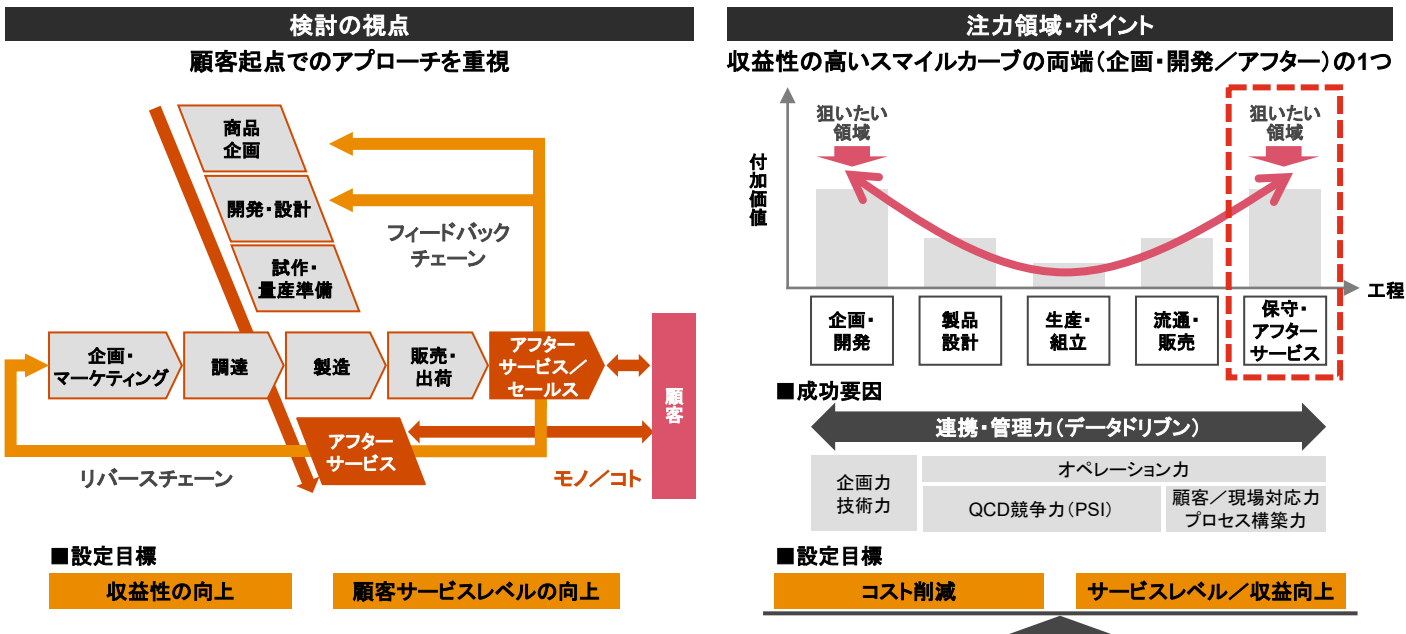 検討の視点
顧客起点でのアプローチを重視
商品
企画
開発・設計
試作・
量産準備
フィードバック
チェーン
企画・
マーケティング
調達
製造
販売・
出荷
アフター
サービス／
セールス
顧客
アフター
サービス
リバースチェーン
モノ／コト
■設定目標
収益性の向上
顧客サービスレベルの向上
注力領域・ポイント
収益性の高いスマイルカーブの両端（企画・開発／アフター）の1つ
付加価値
狙いたい
領域
狙いたい
領域
工程
企画・
開発
製品
設計
生産・
組立
流通・
販売
保守・
アフター
サービス
■成功要因
連携・管理力（データドリブン）
企画力
技術力
オペレーション力
QCD競争力（PSI）
顧客／現場対応力
プロセス構築力
■設定目標
コスト削減
サービスレベル／収益向上